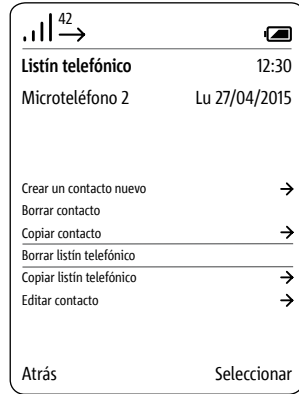 42
Listín telefónico 12:30
Microteléfono 2 Lu 27/04/2015
Crear un contacto nuevo
Borrar contacto
Copiar contacto
Borrar listín telefónico
Copiar listín telefónico
Editar contacto
Atrás Seleccionar